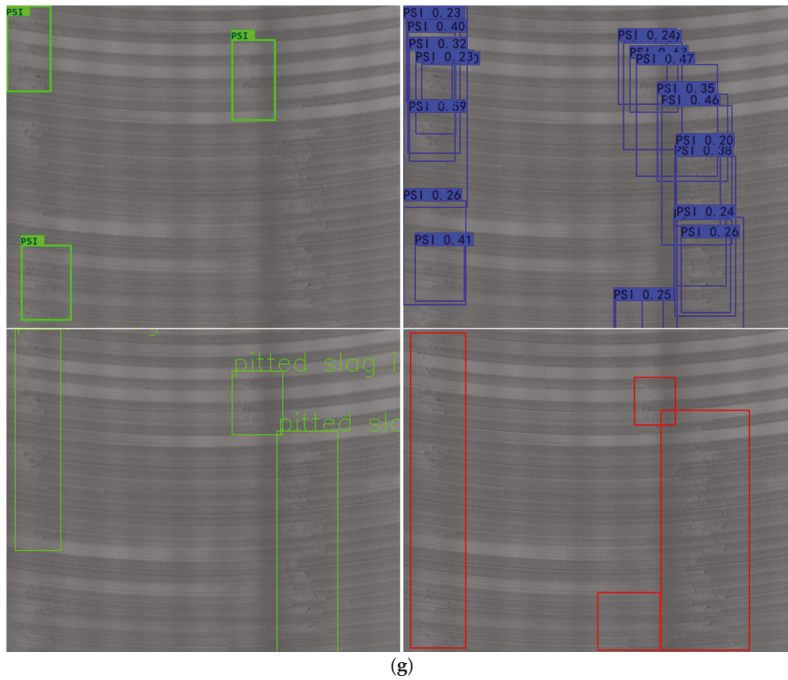 PSI
PSI
PSI
PSI 0.23
PSI 0.40
PSI 0.32
PSI 0.23
PSI 0.59
PSI 0.26
PSI 0.41
PSI 0.24
PSI 0.47
PSI 0.35
PSI 0.46
PSI 0.20
PSI 0.38
PSI 0.24
PSI 0.26
PSI 0.25
pitted slag
pitted
(g)